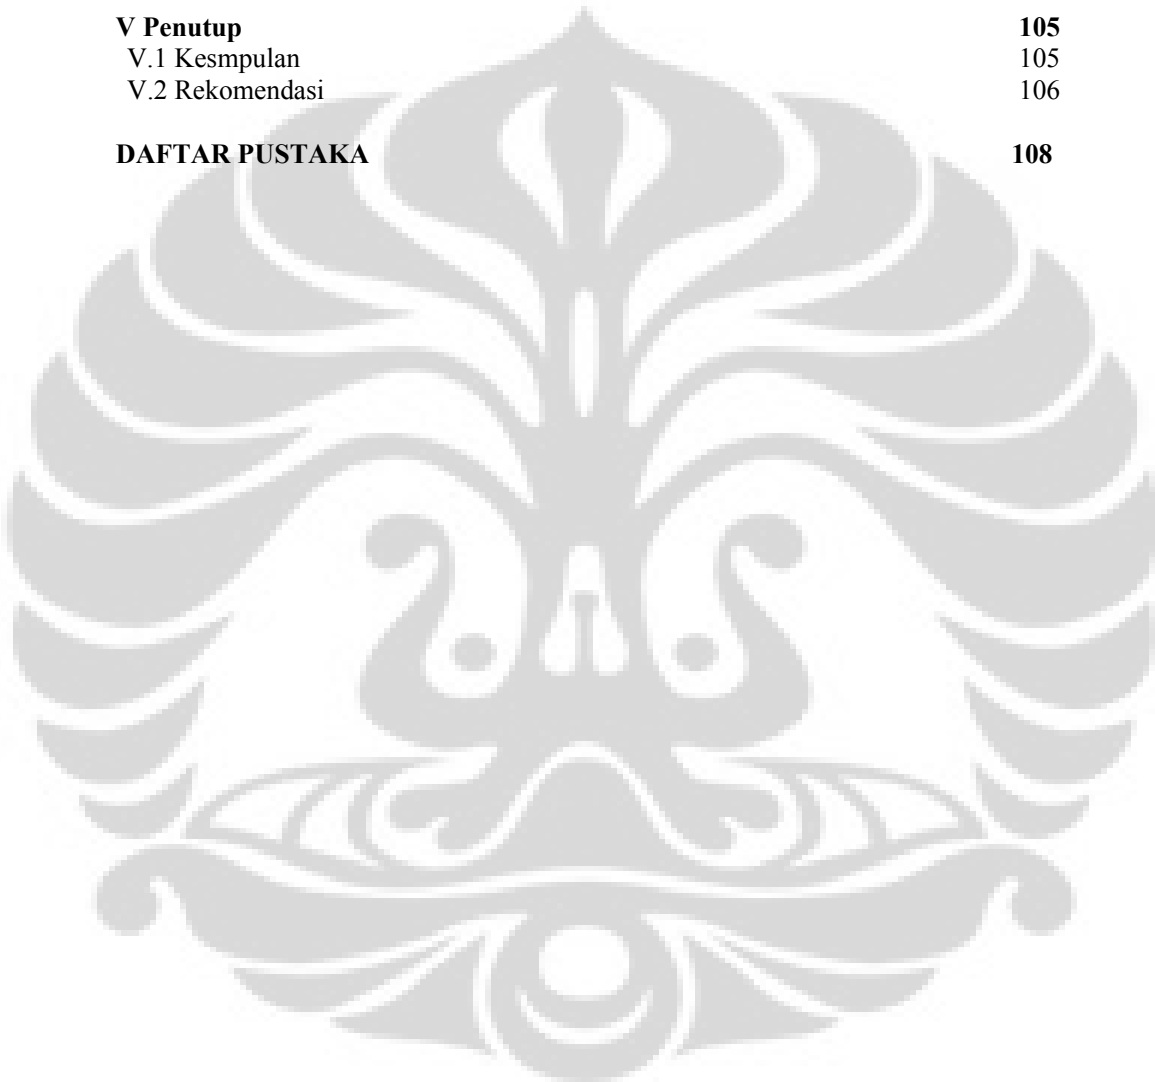 V Penutup 105
V.1 Kesmpulan 105
V.2 Rekomendasi 106
DAFTAR PUSTAKA 108